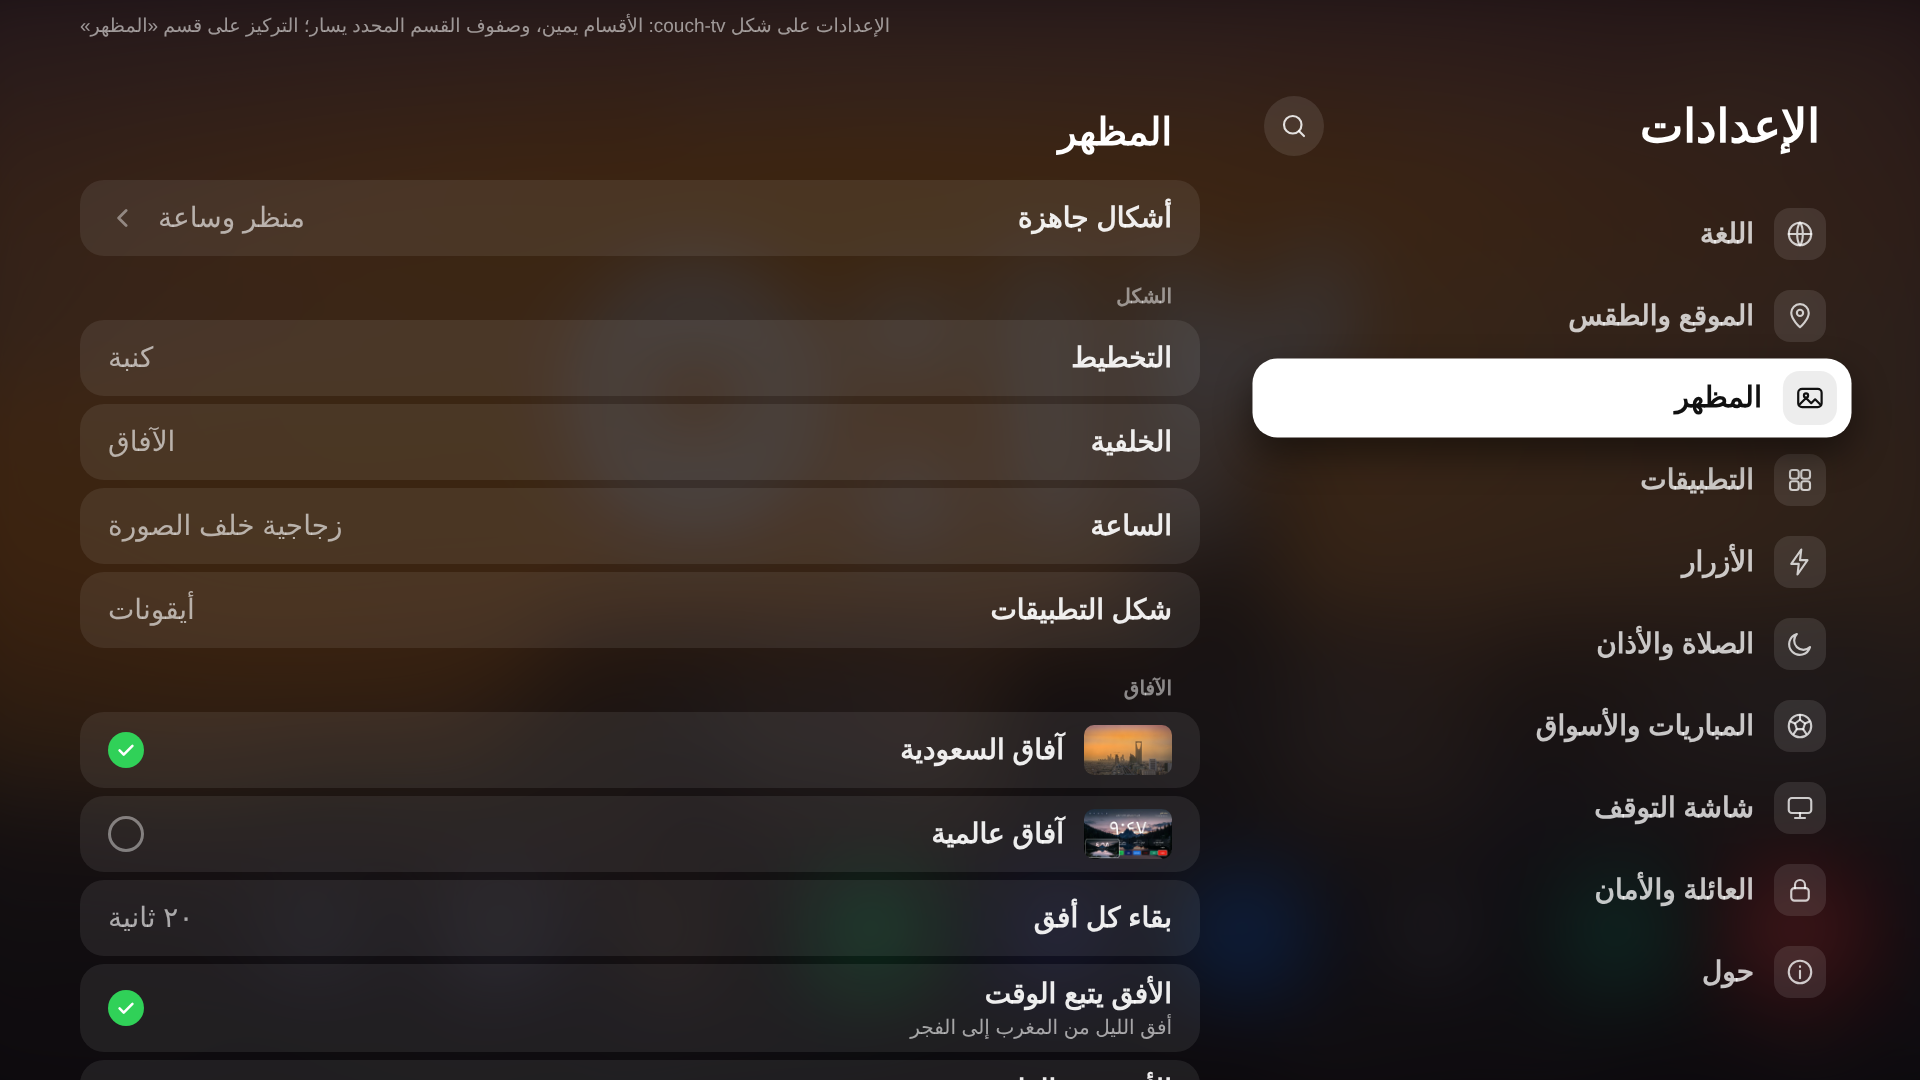 الإعدادات على شكل couch-tv: الأقسام يمين، وصفوف القسم المحدد يسار؛ التركيز على قسم «المظهر»
الإعدادات
اللغة
الموقع والطقس
المظهر
التطبيقات
الأزرار
الصلاة والأذان
المباريات والأسواق
شاشة التوقف
العائلة والأمان
حول
المظهر
أشكال جاهزة
منظر وساعة
الشكل
التخطيط
كنبة
الخلفية
الآفاق
الساعة
زجاجية خلف الصورة
شكل التطبيقات
أيقونات
الآفاق
آفاق السعودية
آفاق عالمية
٩:٤٧
بقاء كل أفق
٢٠ ثانية
الأفق يتبع الوقت
أفق الليل من المغرب إلى الفجر